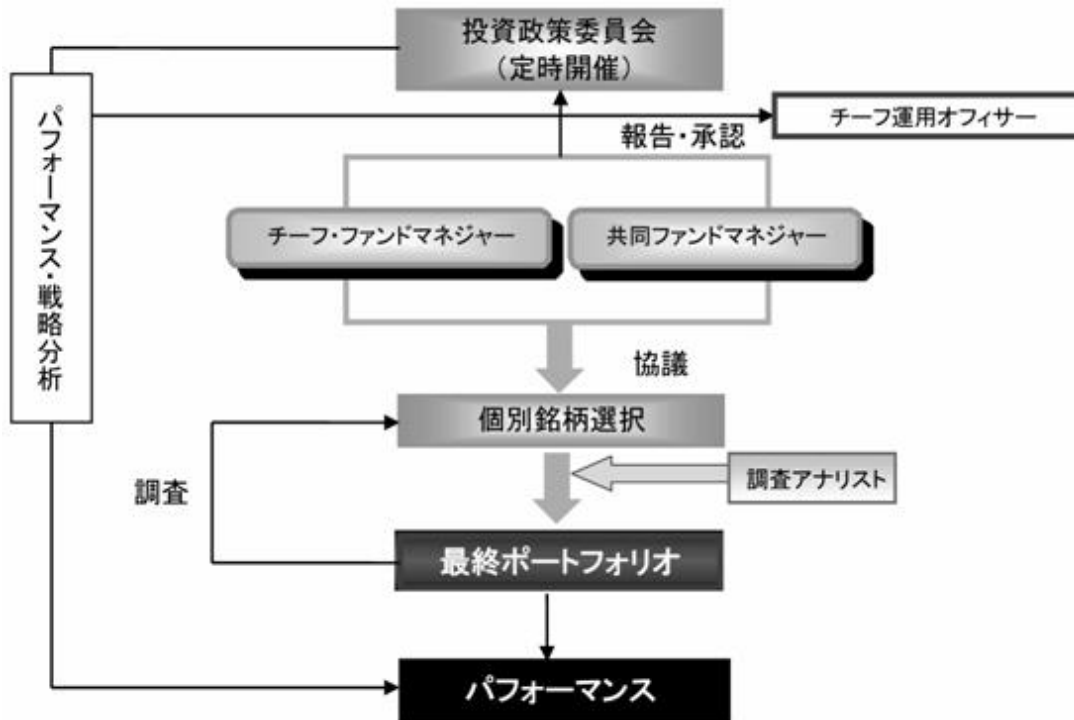 投資政策委員会
（定時開催）
チーフ運用オフィサー
報告・承認
パフォーマンス・戦略分析
チーフ・ファンドマネジャー
共同ファンドマネジャー
協議
個別銘柄選択
調査
調査アナリスト
最終ポートフォリオ
パフォーマンス